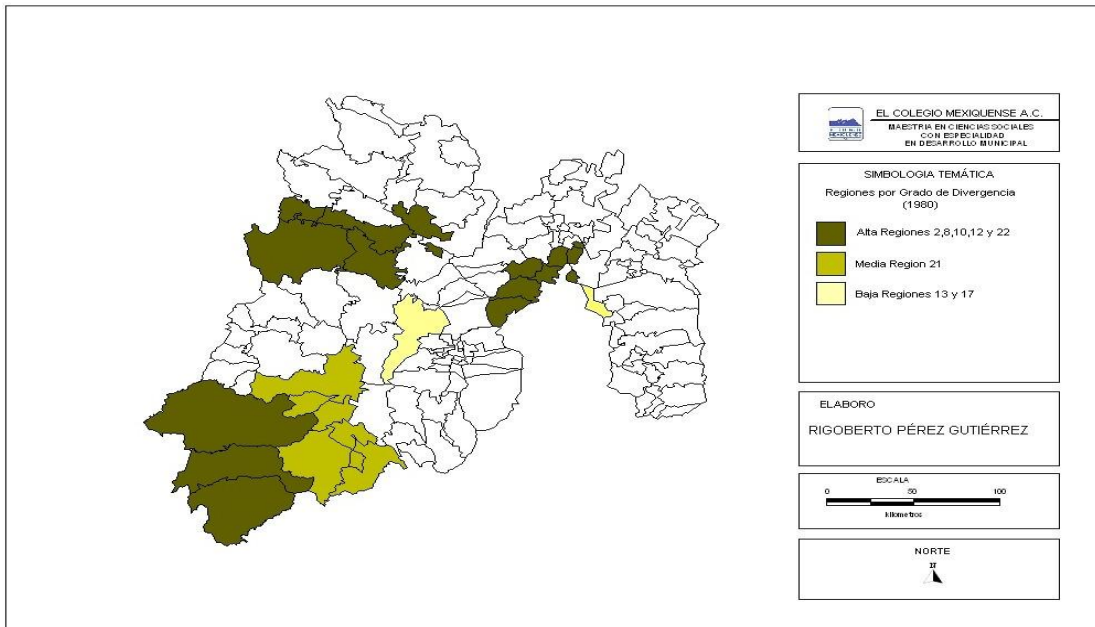 EL COLEGIO MEXIQUENSE A.C.
MAESTRIA EN CIENCIAS SOCIALES
CON ESPECIALIDAD
EN DESARROLLO MUNICIPAL
SIMBOLOGIA TEMÁTICA
Regiones por Grado de Divergencia
(1980)
Alta Regiones 2,8,10,12 y 22
Media Region 21
Baja Regiones 13 y 17
ELABORO
RIGOBERTO PÉREZ GUTIÉRREZ
ESCALA
0 50 100
kilometros
NORTE
N